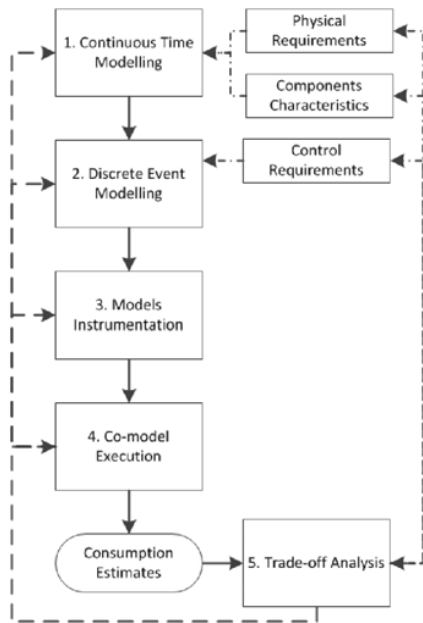 1. Continuous Time
Modelling
Physical
Requirements
Components
Characteristics
2. Discrete Event
Modelling
Control
Requirements
3. Models
Instrumentation
4. Co-model
Execution
Consumption
Estimates
5. Trade-off Analysis